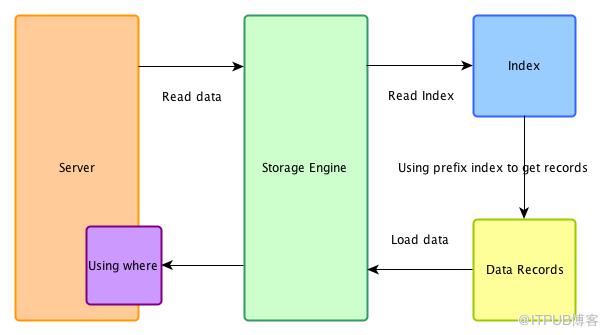 Server
Read data
Storage Engine
Read Index
Index
Using prefix index to get records
Data Records
Load data
Using where
@ITPUB博客